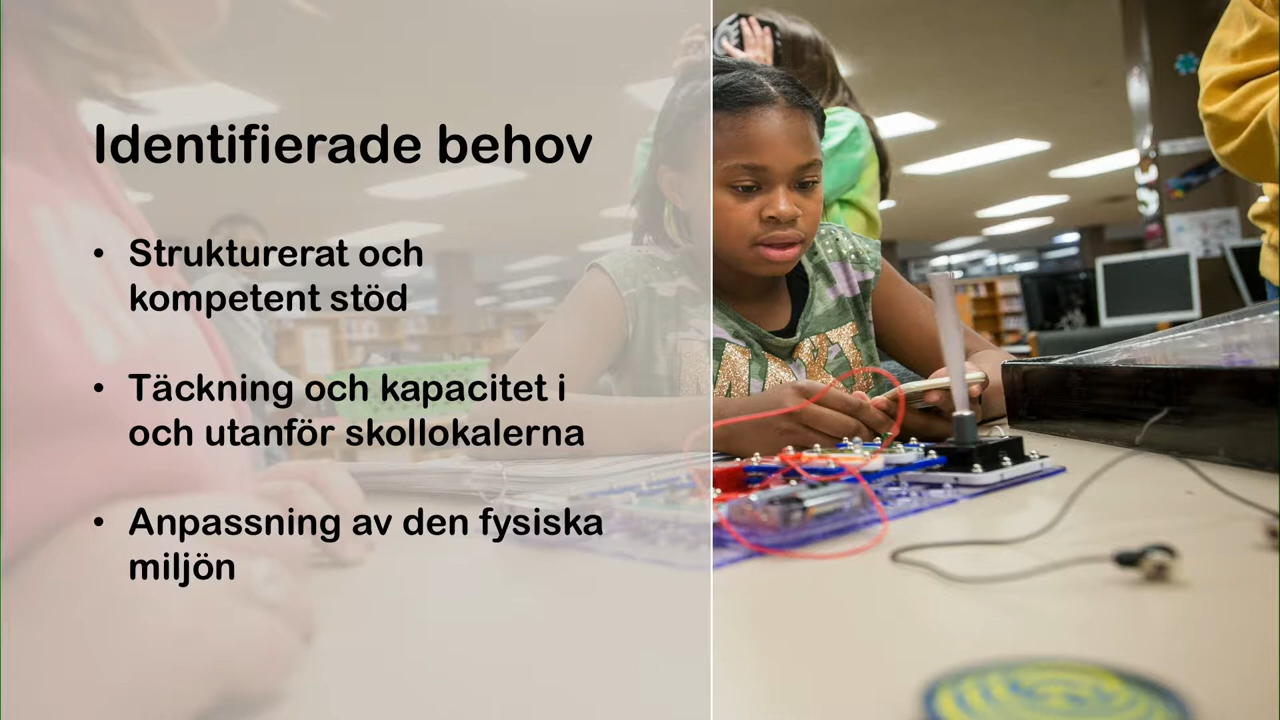 Identifierade behov
• Strukturerat och
kompetent stöd
• Täckning och kapacitet i
och utanför skollokalerna
• Anpassning av den fysiska
miljön